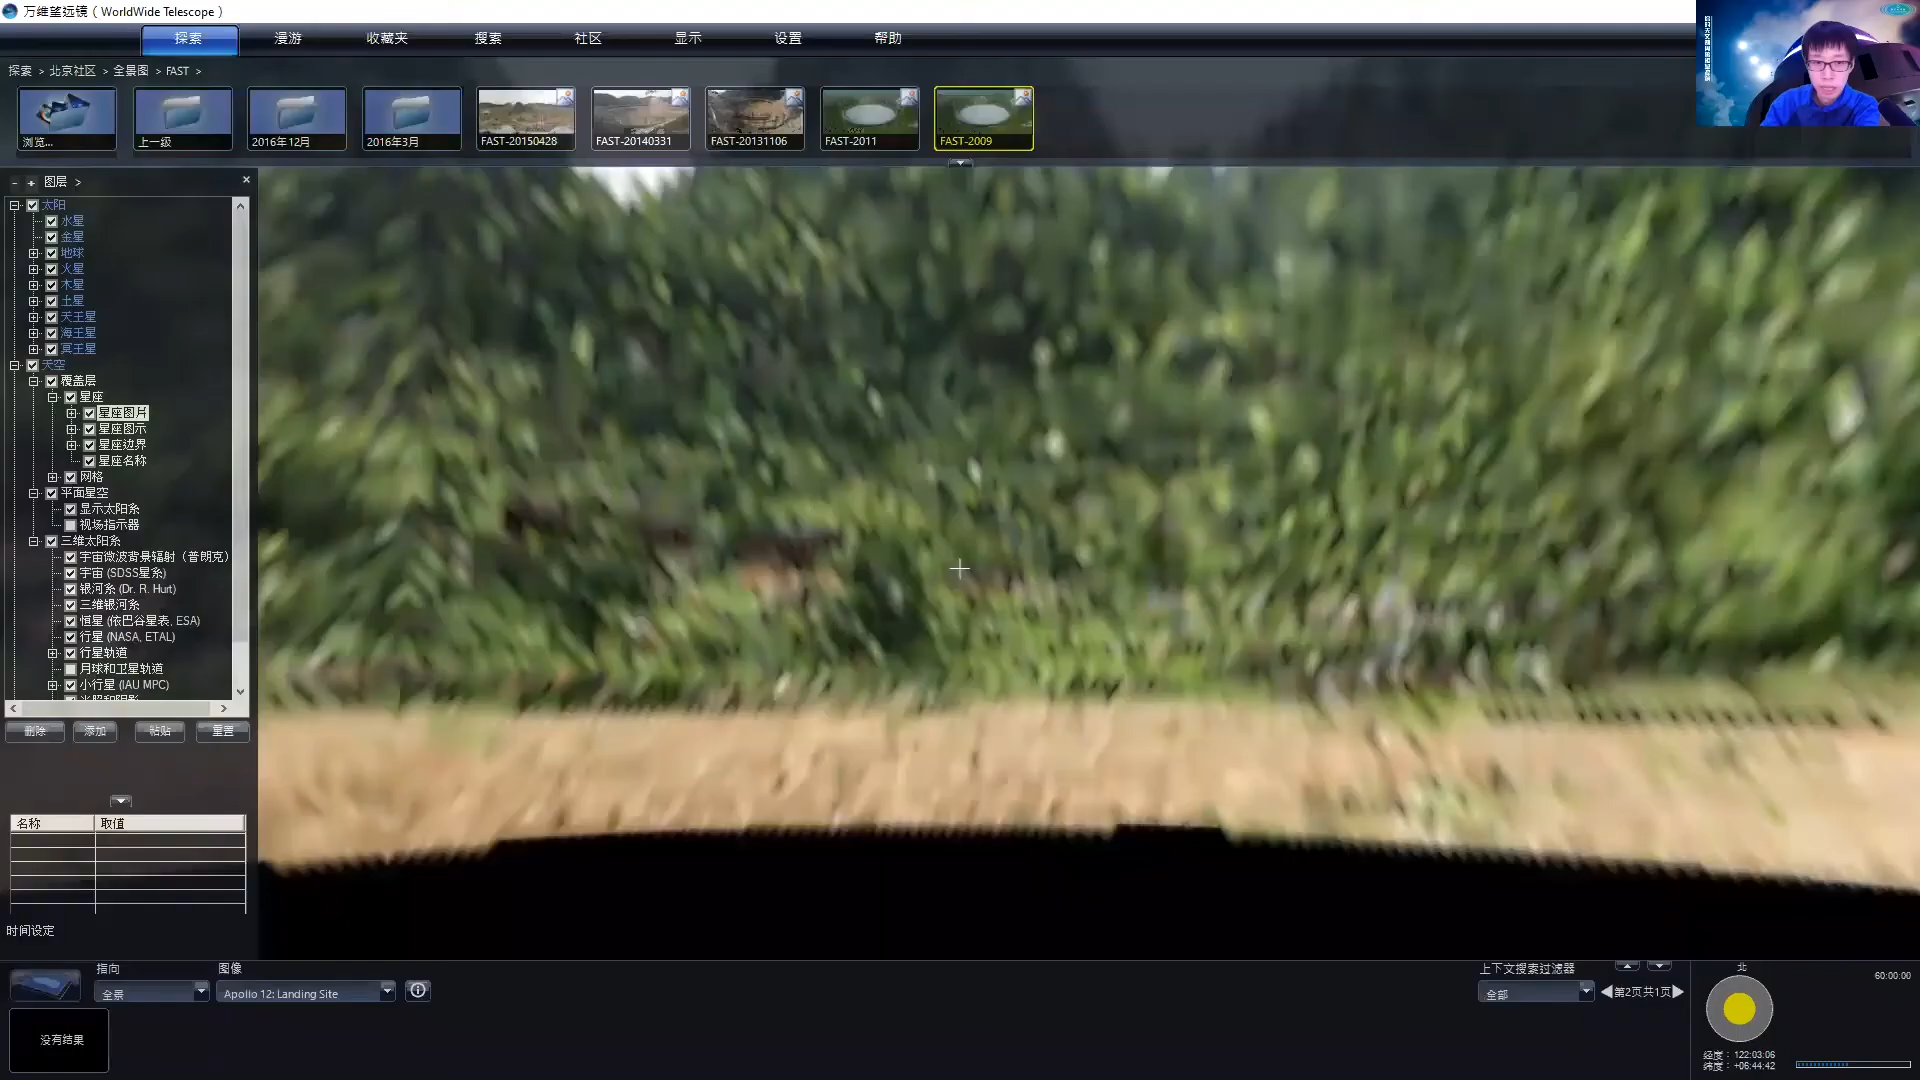 万维望远镜（WorldWide Telescope）
探索 漫游 收藏夹 搜索 社区 显示 设置 帮助
探索 > 北京社区 > 全景图 > FAST >
浏览... 上一级 2016年12月 2016年3月 FAST-20150428 FAST-20140331 FAST-20131106 FAST-2011 FAST-2009
图层 >
太阳
水星
金星
地球
火星
木星
土星
天王星
海王星
冥王星
天空
覆盖层
星座
星座图片
星座图示
星座边界
星座名称
网格
平面星空
显示太阳系
视场指示器
三维太阳系
宇宙微波背景辐射（普朗克）
宇宙 (SDSS星系)
银河系 (Dr. R. Hurt)
三维银河系
恒星 (依巴谷星表, ESA)
行星 (NASA, ETAL)
行星轨道
月球和卫星轨道
小行星 (IAU MPC)
删除 添加 粘贴 重置
名称 取值
时间设定
指向 图像
全景 Apollo 12: Landing Site
没有结果
上下文搜索过滤器
全部 第2页共1页
北
60:00:00
经度：122:03:06
纬度：+06:44:42